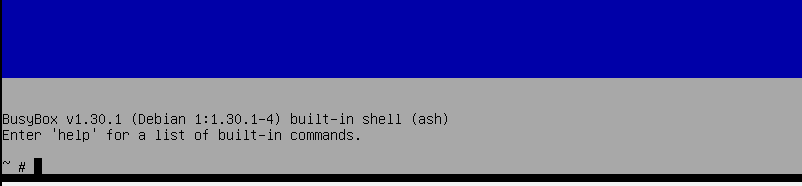 BusyBox v1.30.1 (Debian 1:1.30.1-4) built-in shell (ash)
Enter 'help' for a list of built-in commands.
~ #